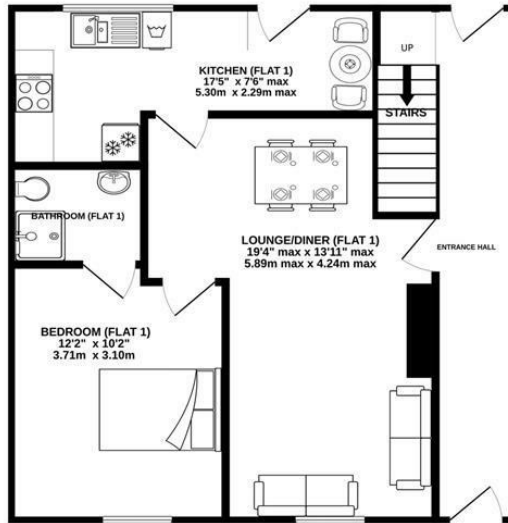 KITCHEN (FLAT 1)
17'5" x 7'6" max
5.30m x 2.29m max
UP
STAIRS
BATHROOM (FLAT 1)
LOUNGE/DINER (FLAT 1)
19'4" max x 13'11" max
5.89m max x 4.24m max
ENTRANCE HALL
BEDROOM (FLAT 1)
12'2" x 10'2"
3.71m x 3.10m